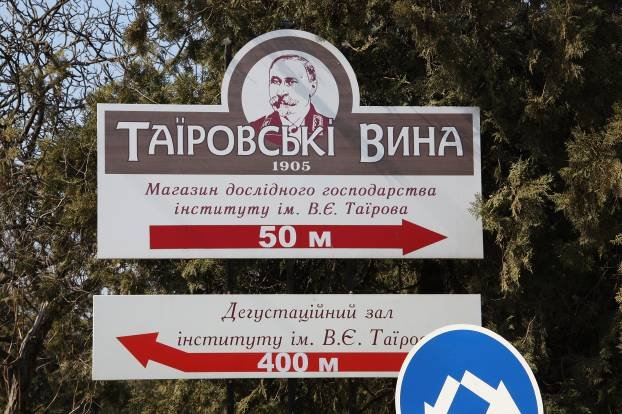 ТАЇРОВСЬКІ ВИНА
1905
Магазин дослідного господарства
інституту ім. В.Є. Таїрова
50 м
Дегустаційний зал
інституту ім. В.Є. Таїрова
400 м